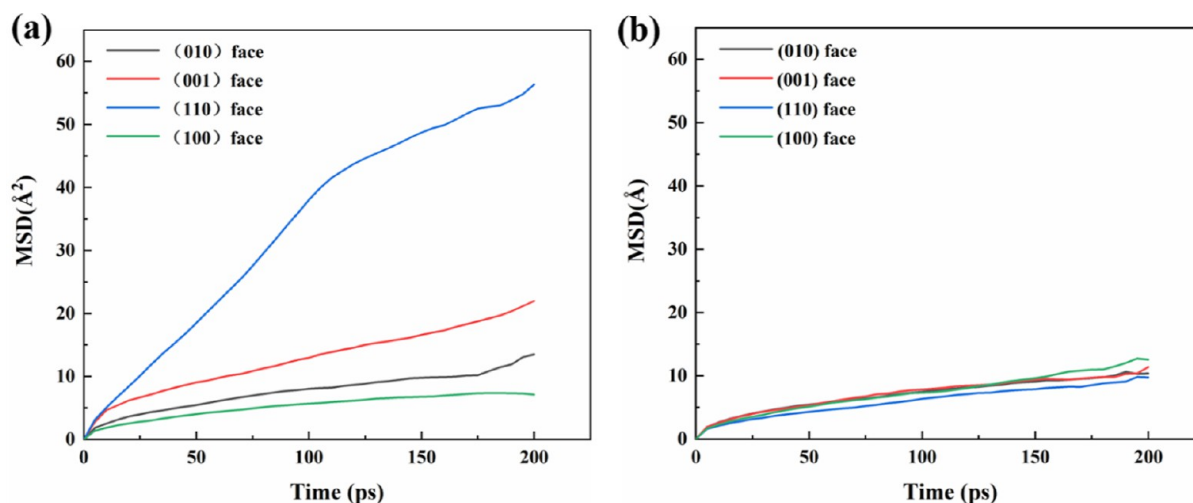 (a)
（010）face
（001）face
（110）face
（100）face
MSD(Å²)
60
50
40
30
20
10
0
0 50 100 150 200
Time (ps)
(b)
(010) face
(001) face
(110) face
(100) face
MSD(Å)
60
50
40
30
20
10
0
0 50 100 150 200
Time (ps)